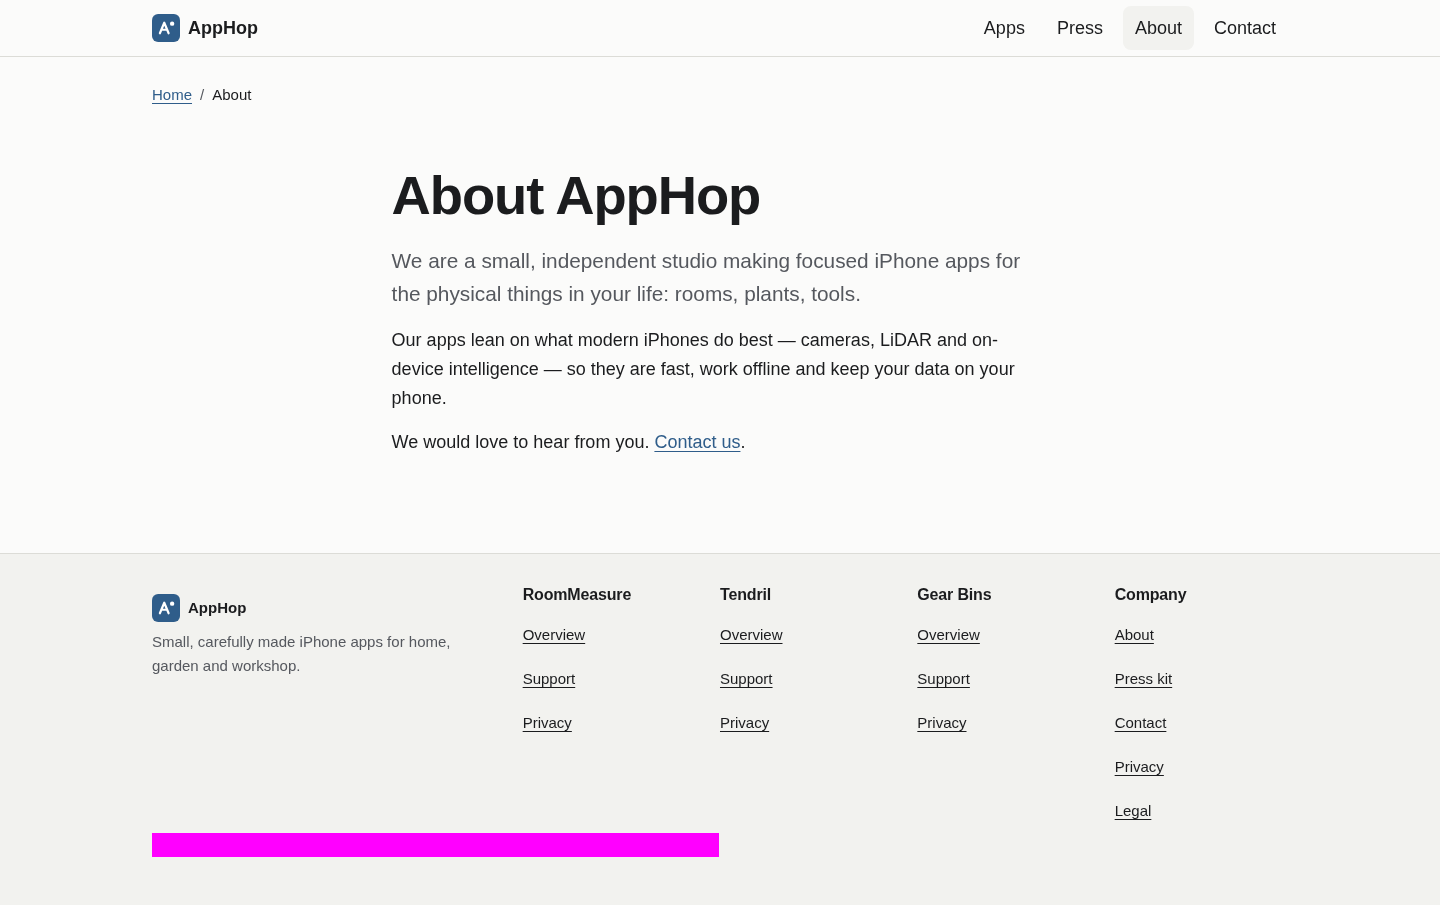 AppHop
Apps
Press
About
Contact
Home / About
About AppHop
We are a small, independent studio making focused iPhone apps for
the physical things in your life: rooms, plants, tools.
Our apps lean on what modern iPhones do best — cameras, LiDAR and on-
device intelligence — so they are fast, work offline and keep your data on your
phone.
We would love to hear from you. Contact us.
AppHop
Small, carefully made iPhone apps for home,
garden and workshop.
RoomMeasure
Overview
Support
Privacy
Tendril
Overview
Support
Privacy
Gear Bins
Overview
Support
Privacy
Company
About
Press kit
Contact
Privacy
Legal